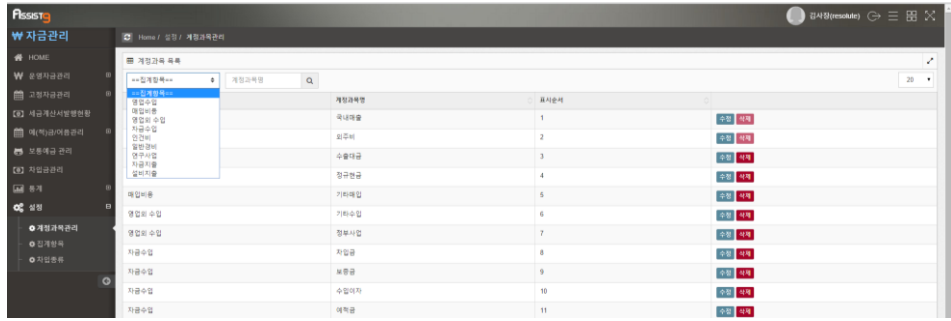 Assist9
김사장(resolute)
₩ 자금관리
Home / 설정 / 계정과목관리
HOME
운영자금관리
고정자금관리
세금계산서발행현황
예(적)금/어음관리
보통예금 관리
차입금관리
통계
설정
계정과목관리
집계항목
차입종류
계정과목 목록
==집계항목==
계정과목명
20
==집계항목==
영업수입
매입비용
영업외 수입
자금수입
인건비
일반경비
연구사업
자금지출
설비지출
계정과목명 표시순서
국내매출 1 수정 삭제
외주비 2 수정 삭제
수출대금 3 수정 삭제
정규현금 4 수정 삭제
매입비용 기타매입 5 수정 삭제
영업외 수입 기타수입 6 수정 삭제
영업외 수입 정부사업 7 수정 삭제
자금수입 차입금 8 수정 삭제
자금수입 보증금 9 수정 삭제
자금수입 수입이자 10 수정 삭제
자금수입 예적금 11 수정 삭제